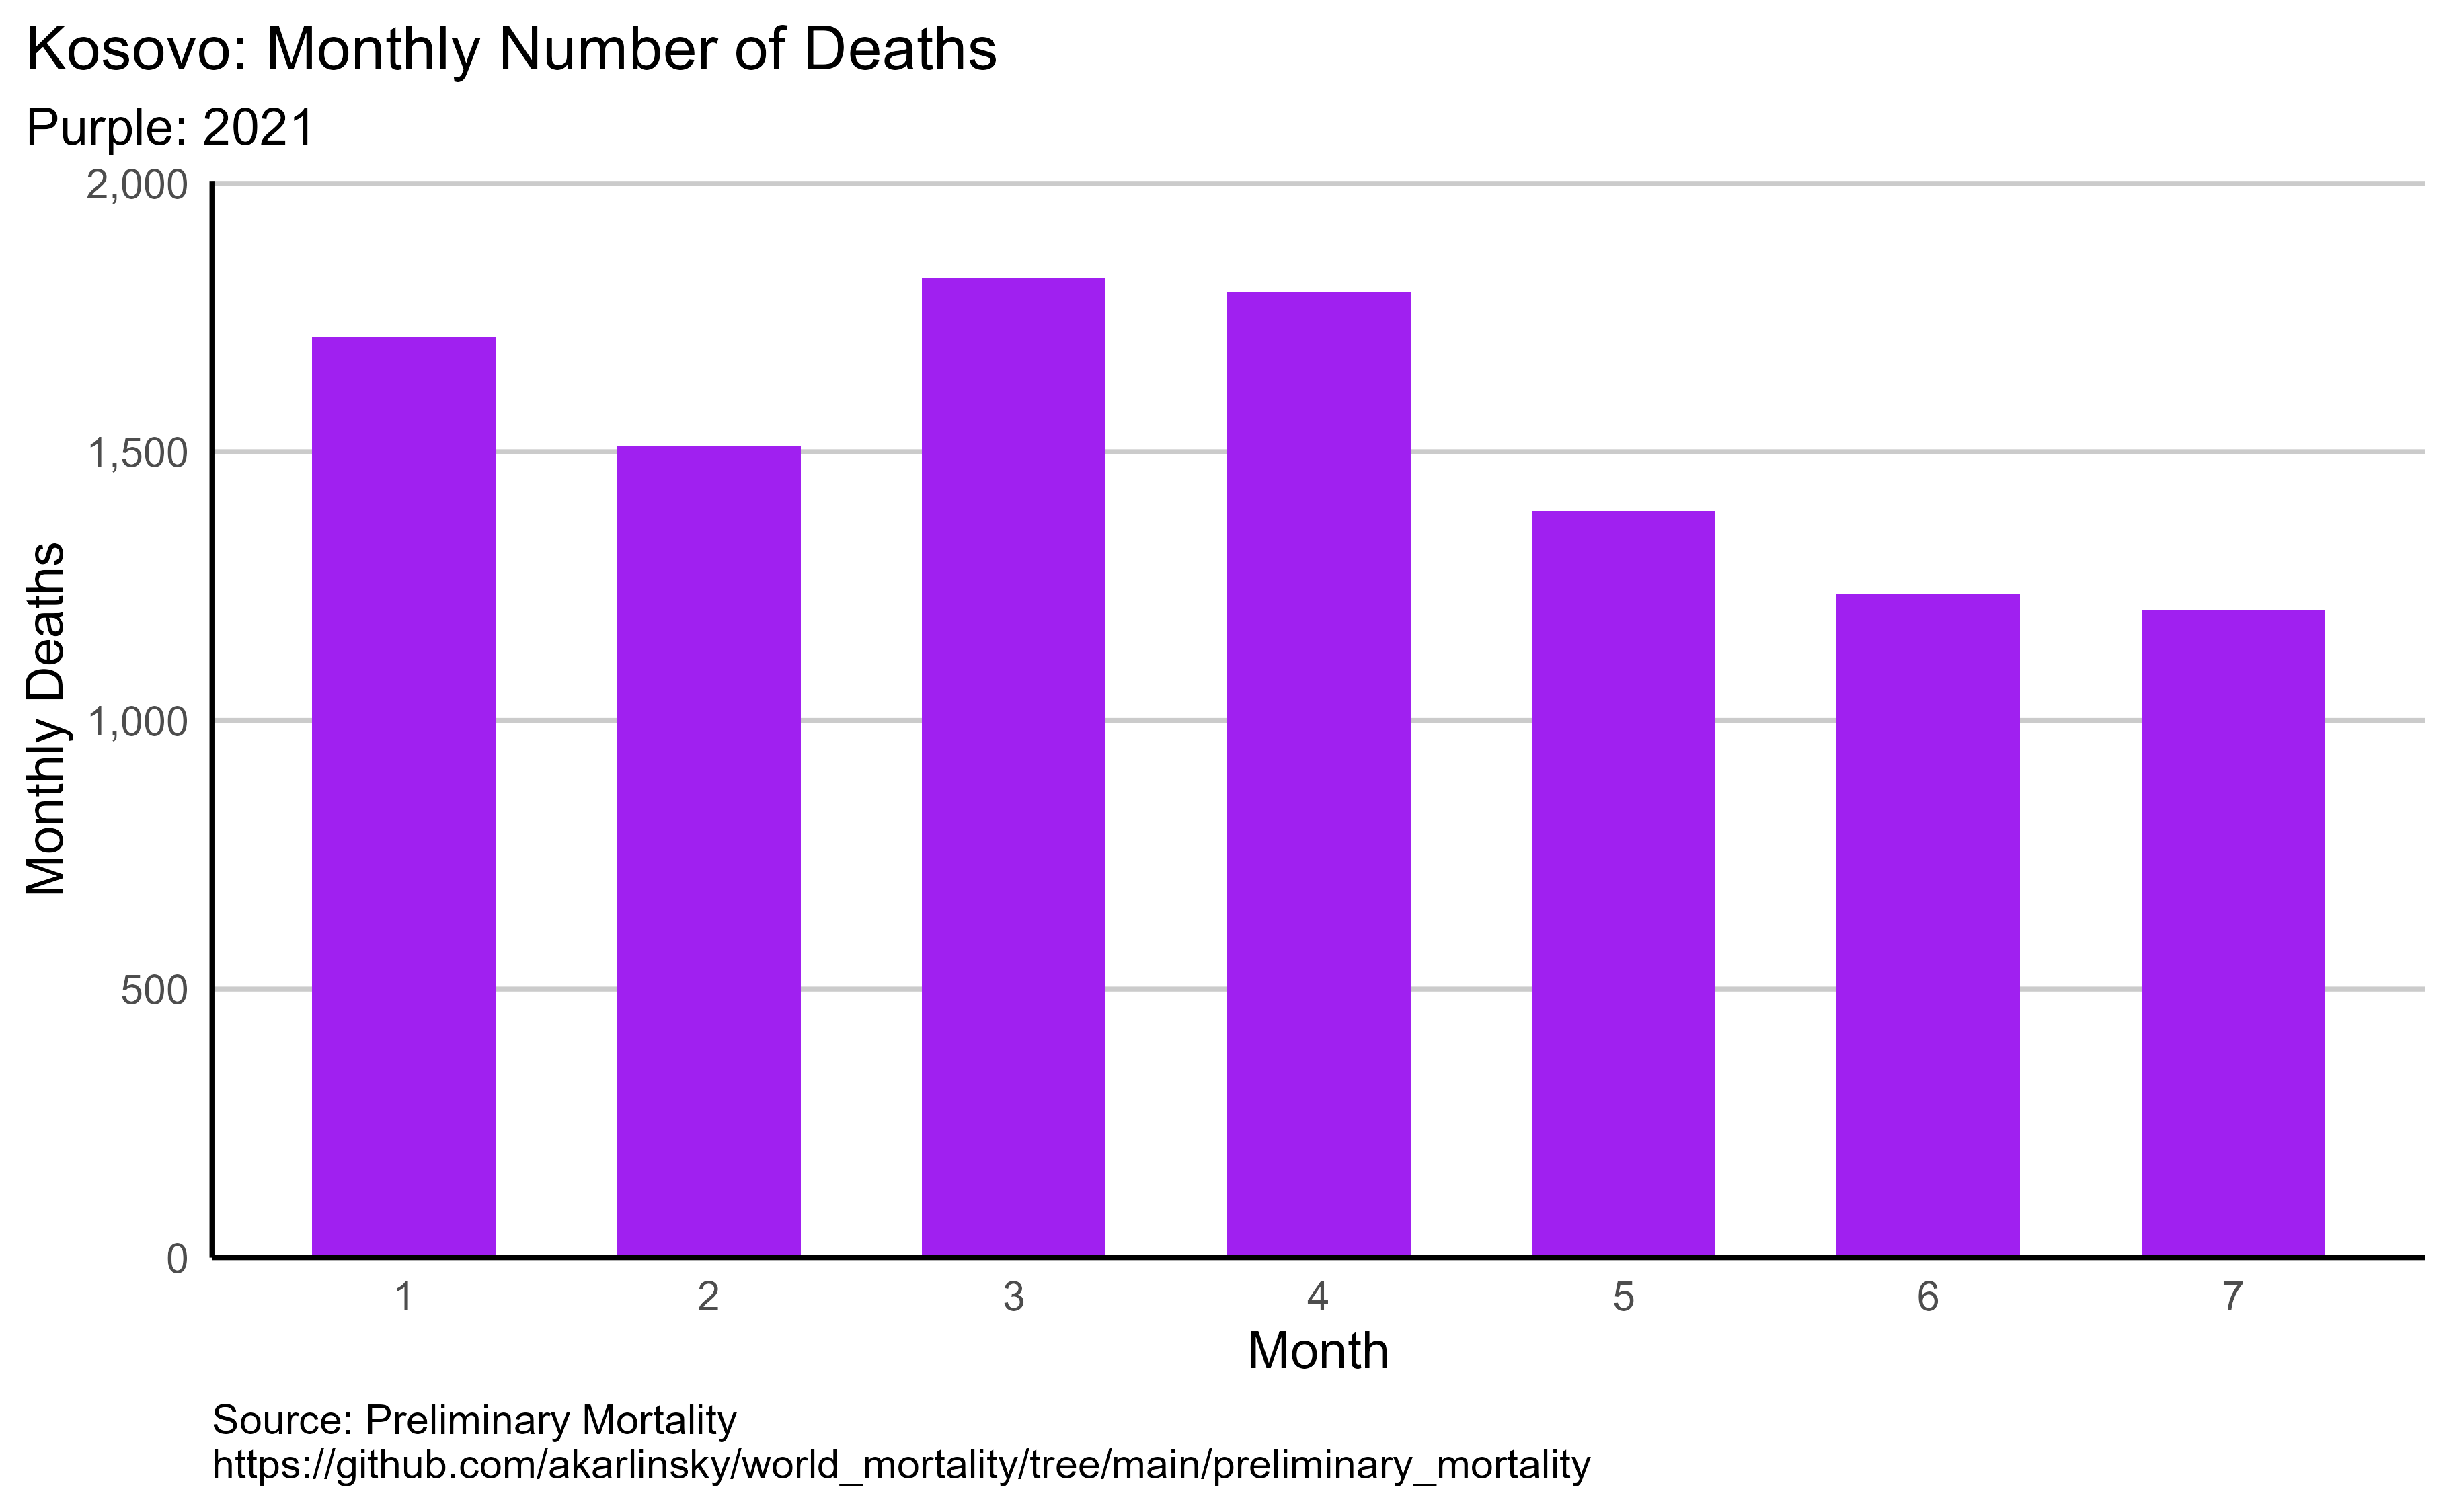 Kosovo: Monthly Number of Deaths
Purple: 2021
2,000
1,500
1,000
500
0
Monthly Deaths
1 2 3 4 5 6 7
Month
Source: Preliminary Mortality
https://github.com/akarlinsky/world_mortality/tree/main/preliminary_mortality